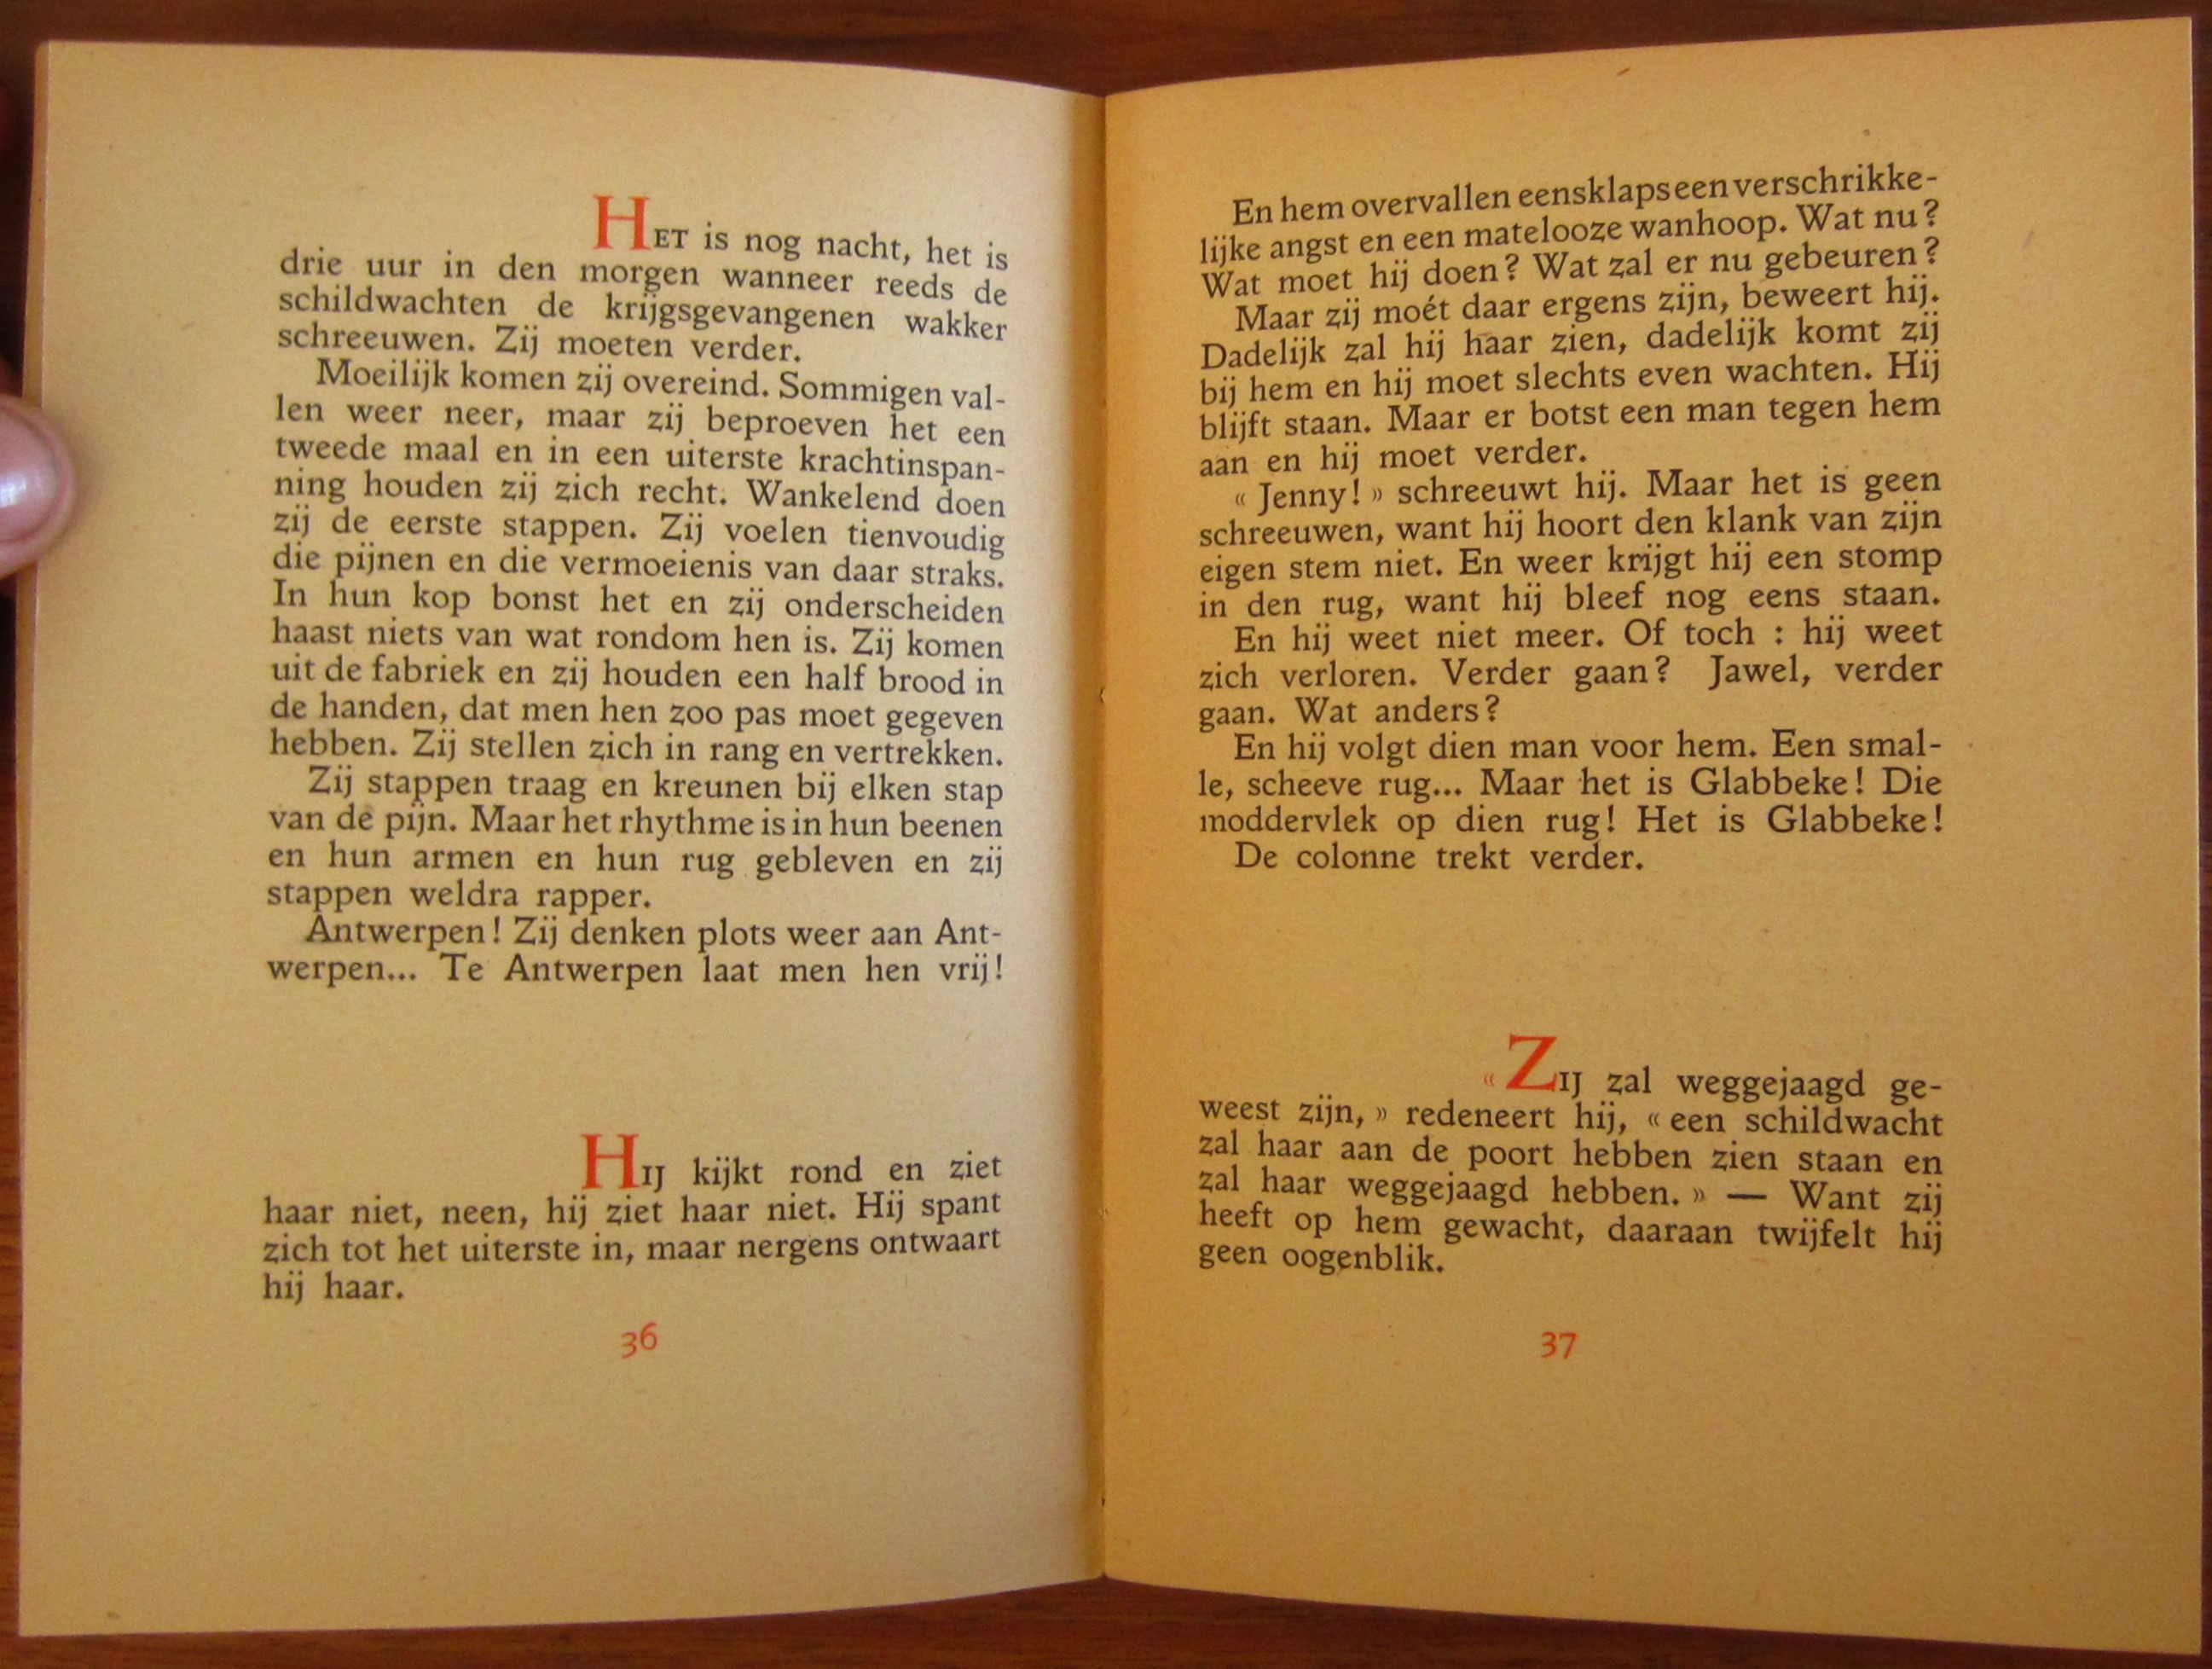 HET is nog nacht, het is
drie uur in den morgen wanneer reeds de
schildwachten de krijgsgevangenen wakker
schreeuwen. Zij moeten verder.
Moeilijk komen zij overeind. Sommigen val-
len weer neer, maar zij beproeven het een
tweede maal en in een uiterste krachtinspan-
ning houden zij zich recht. Wankelend doen
zij de eerste stappen. Zij voelen tienvoudig
die pijnen en die vermoeienis van daar straks.
In hun kop bonst het en zij onderscheiden
haast niets van wat rondom hen is. Zij komen
uit de fabriek en zij houden een half brood in
de handen, dat men hen zoo pas moet gegeven
hebben. Zij stellen zich in rang en vertrekken.
Zij stappen traag en kreunen bij elken stap
van de pijn. Maar het rhythme is in hun beenen
en hun armen en hun rug gebleven en zij
stappen weldra rapper.
Antwerpen! Zij denken plots weer aan Ant-
werpen... Te Antwerpen laat men hen vrij!
HIJ kijkt rond en ziet
haar niet, neen, hij ziet haar niet. Hij spant
zich tot het uiterste in, maar nergens ontwaart
hij haar.
36
En hem overvallen eensklaps een verschrikke-
lijke angst en een matelooze wanhoop. Wat nu?
Wat moet hij doen? Wat zal er nu gebeuren?
Maar zij moét daar ergens zijn, beweert hij.
Dadelijk zal hij haar zien, dadelijk komt zij
bij hem en hij moet slechts even wachten. Hij
blijft staan. Maar er botst een man tegen hem
aan en hij moet verder.
« Jenny! » schreeuwt hij. Maar het is geen
schreeuwen, want hij hoort den klank van zijn
eigen stem niet. En weer krijgt hij een stomp
in den rug, want hij bleef nog eens staan.
En hij weet niet meer. Of toch : hij weet
zich verloren. Verder gaan? Jawel, verder
gaan. Wat anders?
En hij volgt dien man voor hem. Een smal-
le, scheeve rug... Maar het is Glabbeke! Die
moddervlek op dien rug! Het is Glabbeke!
De colonne trekt verder.
« ZIJ zal weggejaagd ge-
weest zijn, » redeneert hij, « een schildwacht
zal haar aan de poort hebben zien staan en
zal haar weggejaagd hebben. » — Want zij
heeft op hem gewacht, daaraan twijfelt hij
geen oogenblik.
37